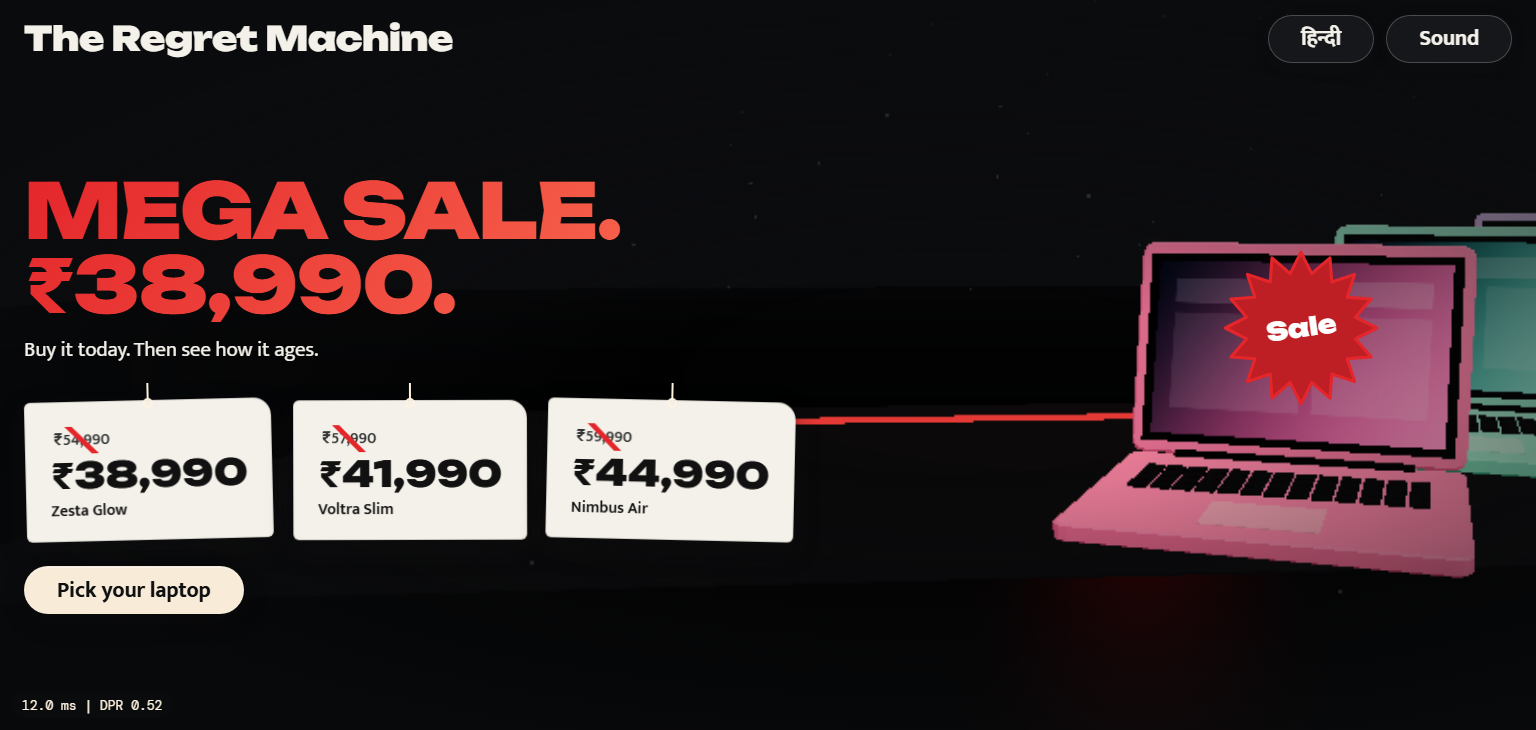 The Regret Machine
हिन्दी
Sound
MEGA SALE.
₹38,990.
Buy it today. Then see how it ages.
Sale
₹54,990
₹38,990
Zesta Glow
₹57,990
₹41,990
Voltra Slim
₹59,990
₹44,990
Nimbus Air
Pick your laptop
12.0 ms | DPR 0.52